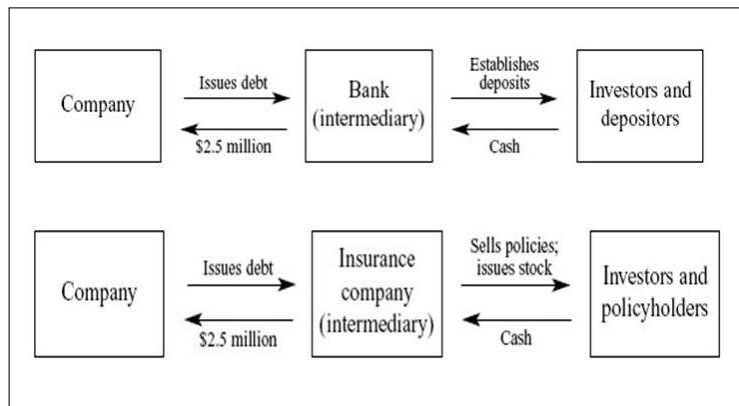 Company
Issues debt
$2.5 million
Bank
(intermediary)
Establishes
deposits
Cash
Investors and
depositors
Company
Issues debt
$2.5 million
Insurance
company
(intermediary)
Sells policies;
issues stock
Cash
Investors and
policyholders